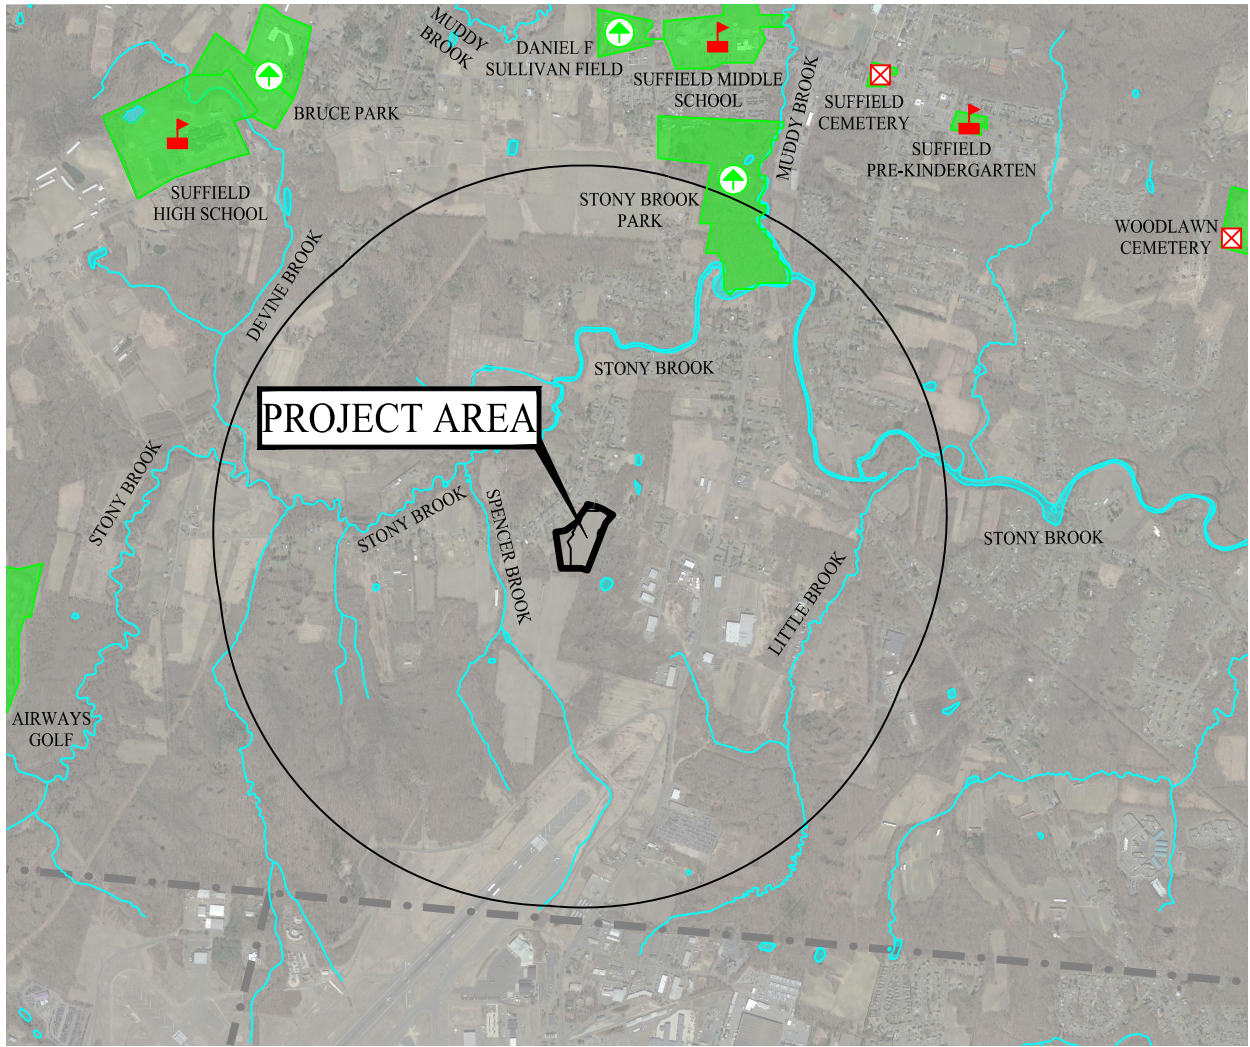 MUDDY
BROOK
DANIEL F
SULLIVAN FIELD
SUFFIELD MIDDLE
SCHOOL
MUDDY BROOK
SUFFIELD
CEMETERY
SUFFIELD
PRE-KINDERGARTEN
BRUCE PARK
SUFFIELD
HIGH SCHOOL
STONY BROOK
PARK
WOODLAWN
CEMETERY
DEVINE BROOK
STONY BROOK
PROJECT AREA
STONY BROOK
STONY BROOK
SPENCER BROOK
STONY BROOK
LITTLE BROOK
AIRWAYS
GOLF